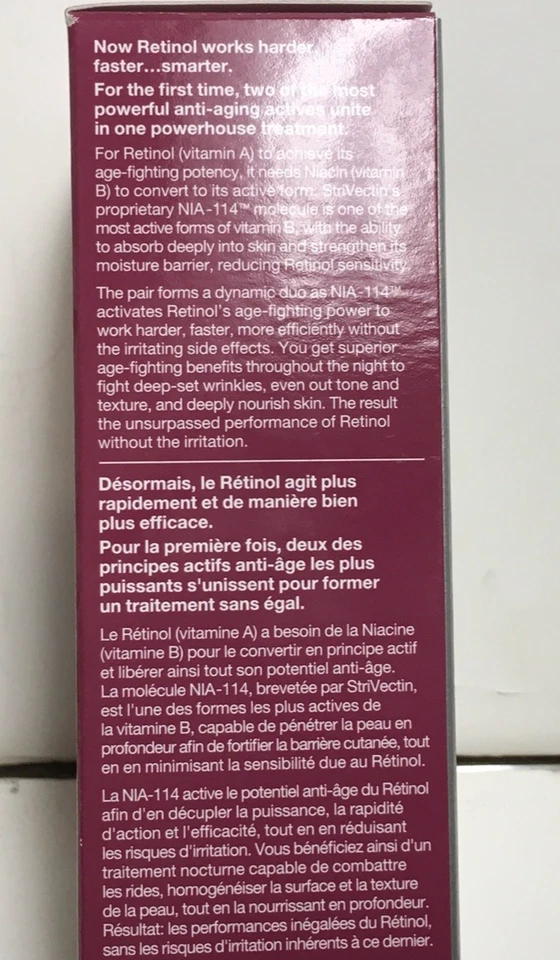 Now Retinol works harder,
faster...smarter.
For the first time, two of the most
powerful anti-aging actives unite
in one powerhouse treatment.
For Retinol (vitamin A) to achieve its
age-fighting potency, it needs Niacin (vitamin
B) to convert to its active form. StriVectin's
proprietary NIA-114™ molecule is one of the
most active forms of vitamin B, with the ability
to absorb deeply into skin and strengthen its
moisture barrier, reducing Retinol sensitivity.
The pair forms a dynamic duo as NIA-114™
activates Retinol's age-fighting power to
work harder, faster, more efficiently without
the irritating side effects. You get superior
age-fighting benefits throughout the night to
fight deep-set wrinkles, even out tone and
texture, and deeply nourish skin. The result
the unsurpassed performance of Retinol
without the irritation.
Désormais, le Rétinol agit plus
rapidement et de manière bien
plus efficace.
Pour la première fois, deux des
principes actifs anti-âge les plus
puissants s'unissent pour former
un traitement sans égal.
Le Rétinol (vitamine A) a besoin de la Niacine
(vitamine B) pour le convertir en principe actif
et libérer ainsi tout son potentiel anti-âge.
La molécule NIA-114, brevetée par StriVectin,
est l'une des formes les plus actives de
la vitamine B, capable de pénétrer la peau en
profondeur afin de fortifier la barrière cutanée, tout
en en minimisant la sensibilité due au Rétinol.
La NIA-114 active le potentiel anti-âge du Rétinol
afin d'en décupler la puissance, la rapidité
d'action et l'efficacité, tout en en réduisant
les risques d'irritation. Vous bénéficiez ainsi d'un
traitement nocturne capable de combattre
les rides, homogénéiser la surface et la texture
de la peau, tout en la nourrissant en profondeur.
Résultat: les performances inégalées du Rétinol,
sans les risques d'irritation inhérents à ce dernier.